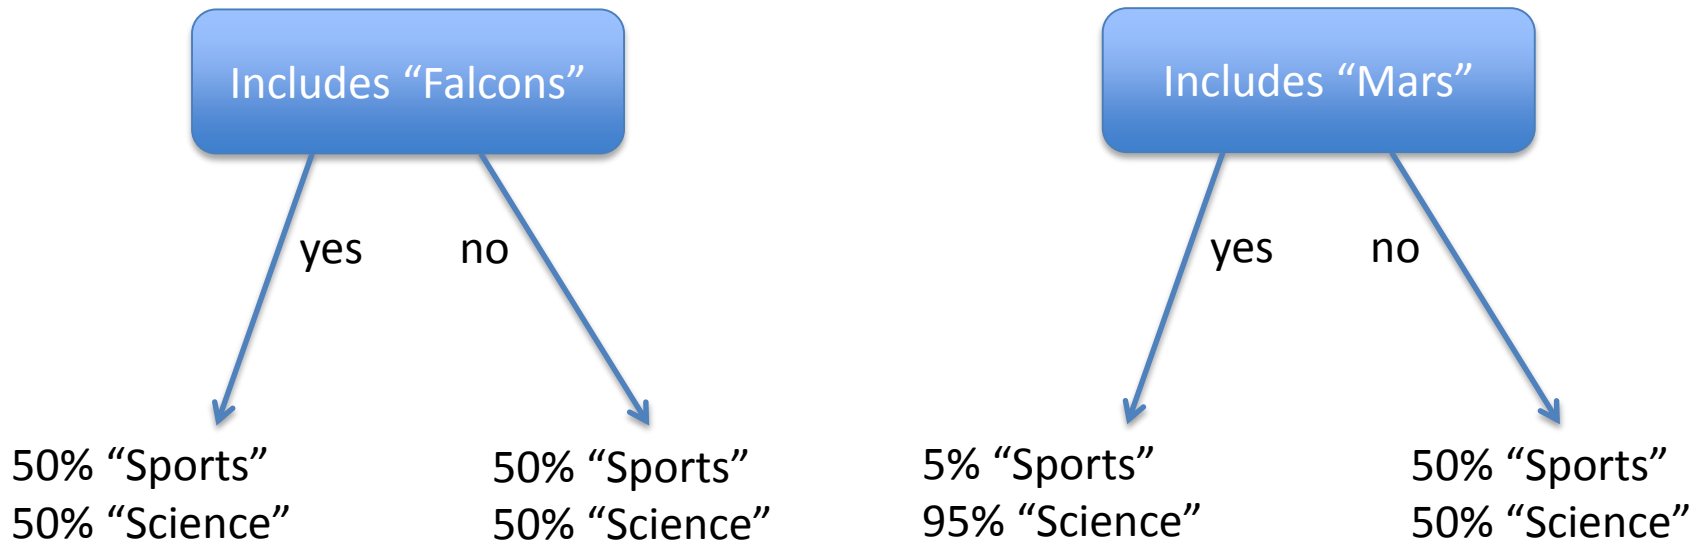 Includes “Falcons”
yes
no
50% “Sports”
50% “Science”
50% “Sports”
50% “Science”
Includes “Mars”
yes
no
5% “Sports”
95% “Science”
50% “Sports”
50% “Science”